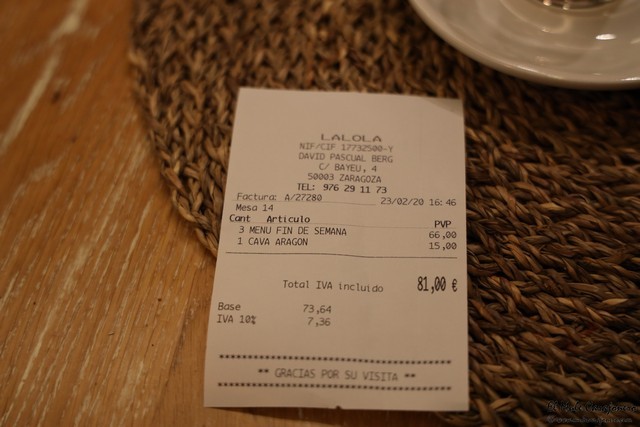 LALOLA
NIF/CIF 17732500-Y
DAVID PASCUAL BERG
C/ BAYEU, 4
50003 ZARAGOZA
TEL: 976 29 11 73
Factura: A/27280 23/02/20 16:46
Mesa 14
Cant Articulo PVP
3 MENU FIN DE SEMANA 66,00
1 CAVA ARAGON 15,00
Total IVA incluido 81,00 €
Base 73,64
IVA 10% 7,36
** GRACIAS POR SU VISITA **